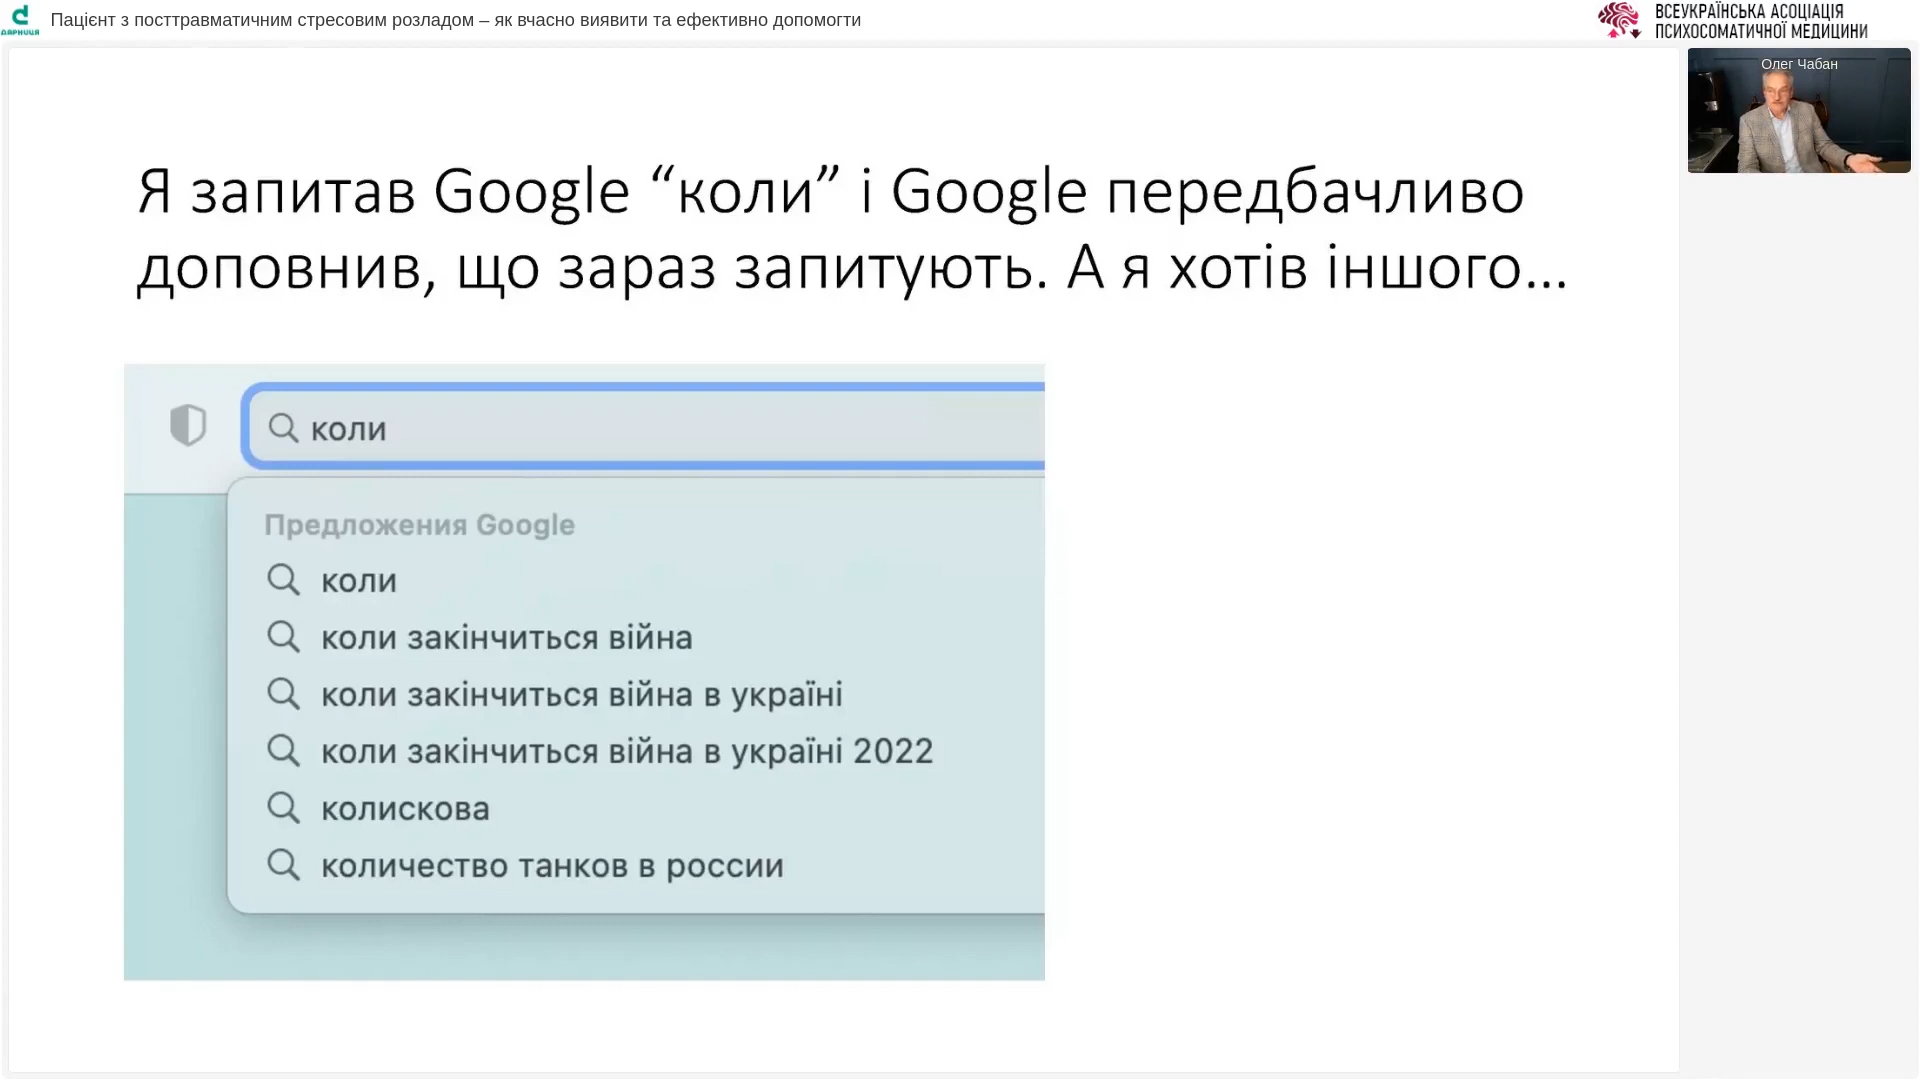 Пацієнт з посттравматичним стресовим розладом – як вчасно виявити та ефективно допомогти
ДАРНИЦЯ
ВСЕУКРАЇНСЬКА АСОЦІАЦІЯ
ПСИХОСОМАТИЧНОЇ МЕДИЦИНИ
Олег Чабан
Я запитав Google “коли” і Google передбачливо
доповнив, що зараз запитують. А я хотів іншого...
коли
Предложения Google
коли
коли закінчиться війна
коли закінчиться війна в україні
коли закінчиться війна в україні 2022
колискова
количество танков в россии